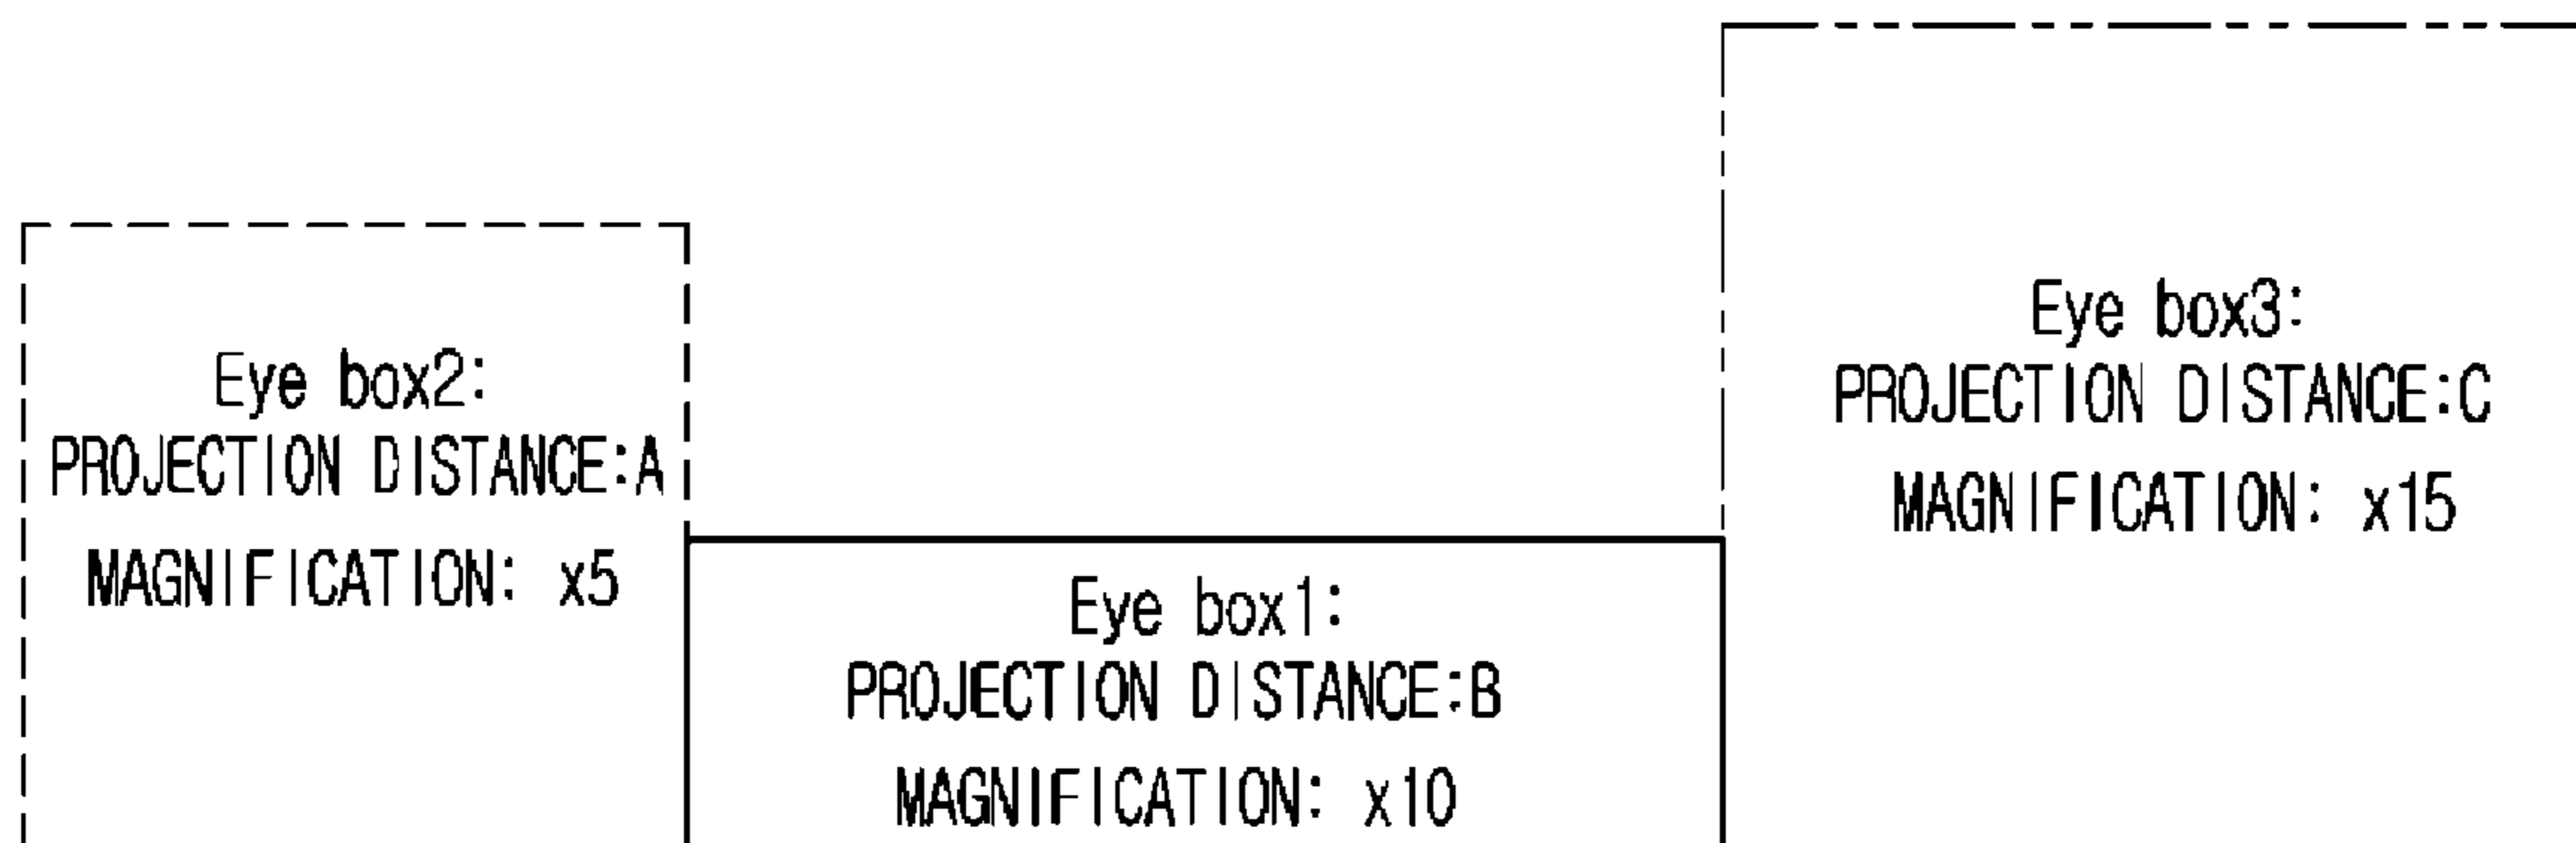 Eye box2:
PROJECTION DISTANCE:A
MAGNIFICATION: x5
Eye box1:
PROJECTION DISTANCE:B
MAGNIFICATION: x10
Eye box3:
PROJECTION DISTANCE:C
MAGNIFICATION: x15